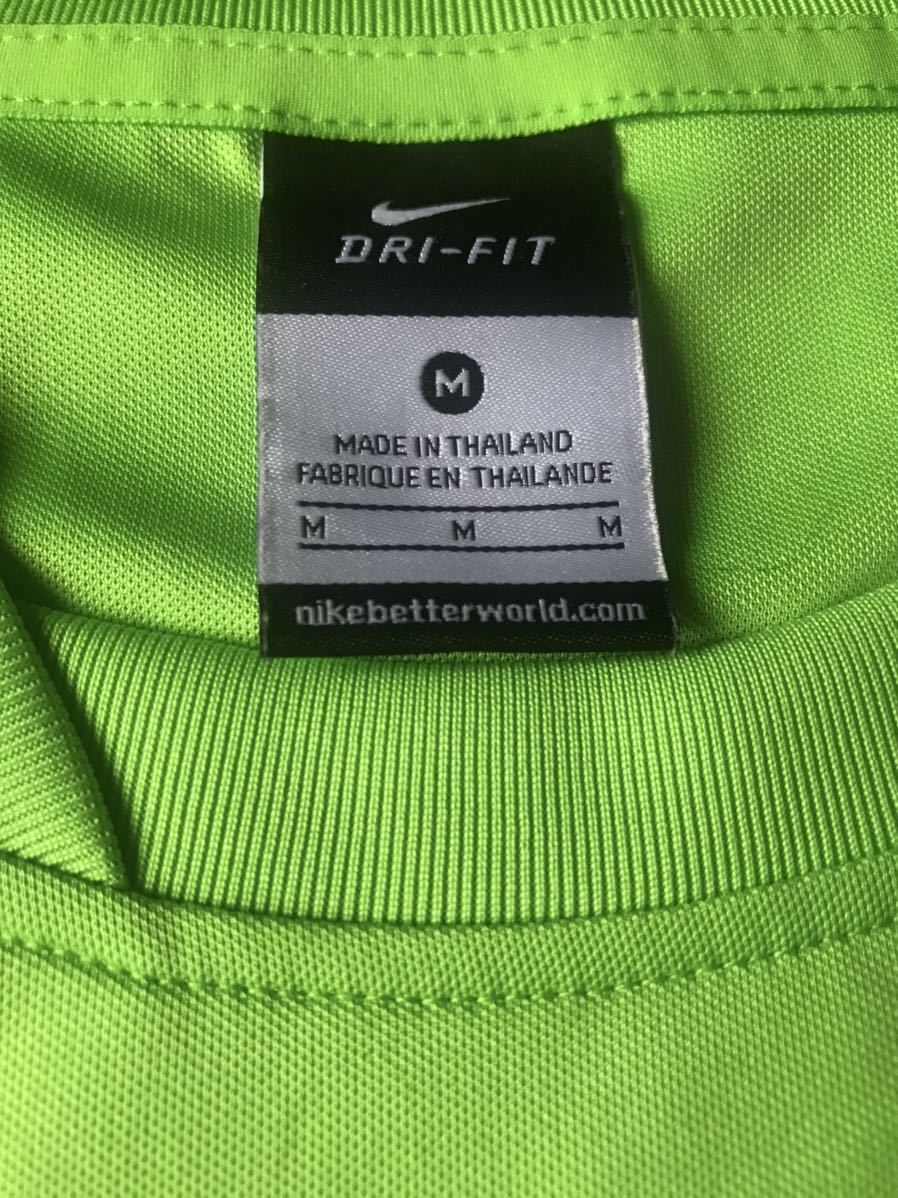 DRI-FIT
M
MADE IN THAILAND
FABRIQUE EN THAILANDE
M M M
nikebetterworld.com